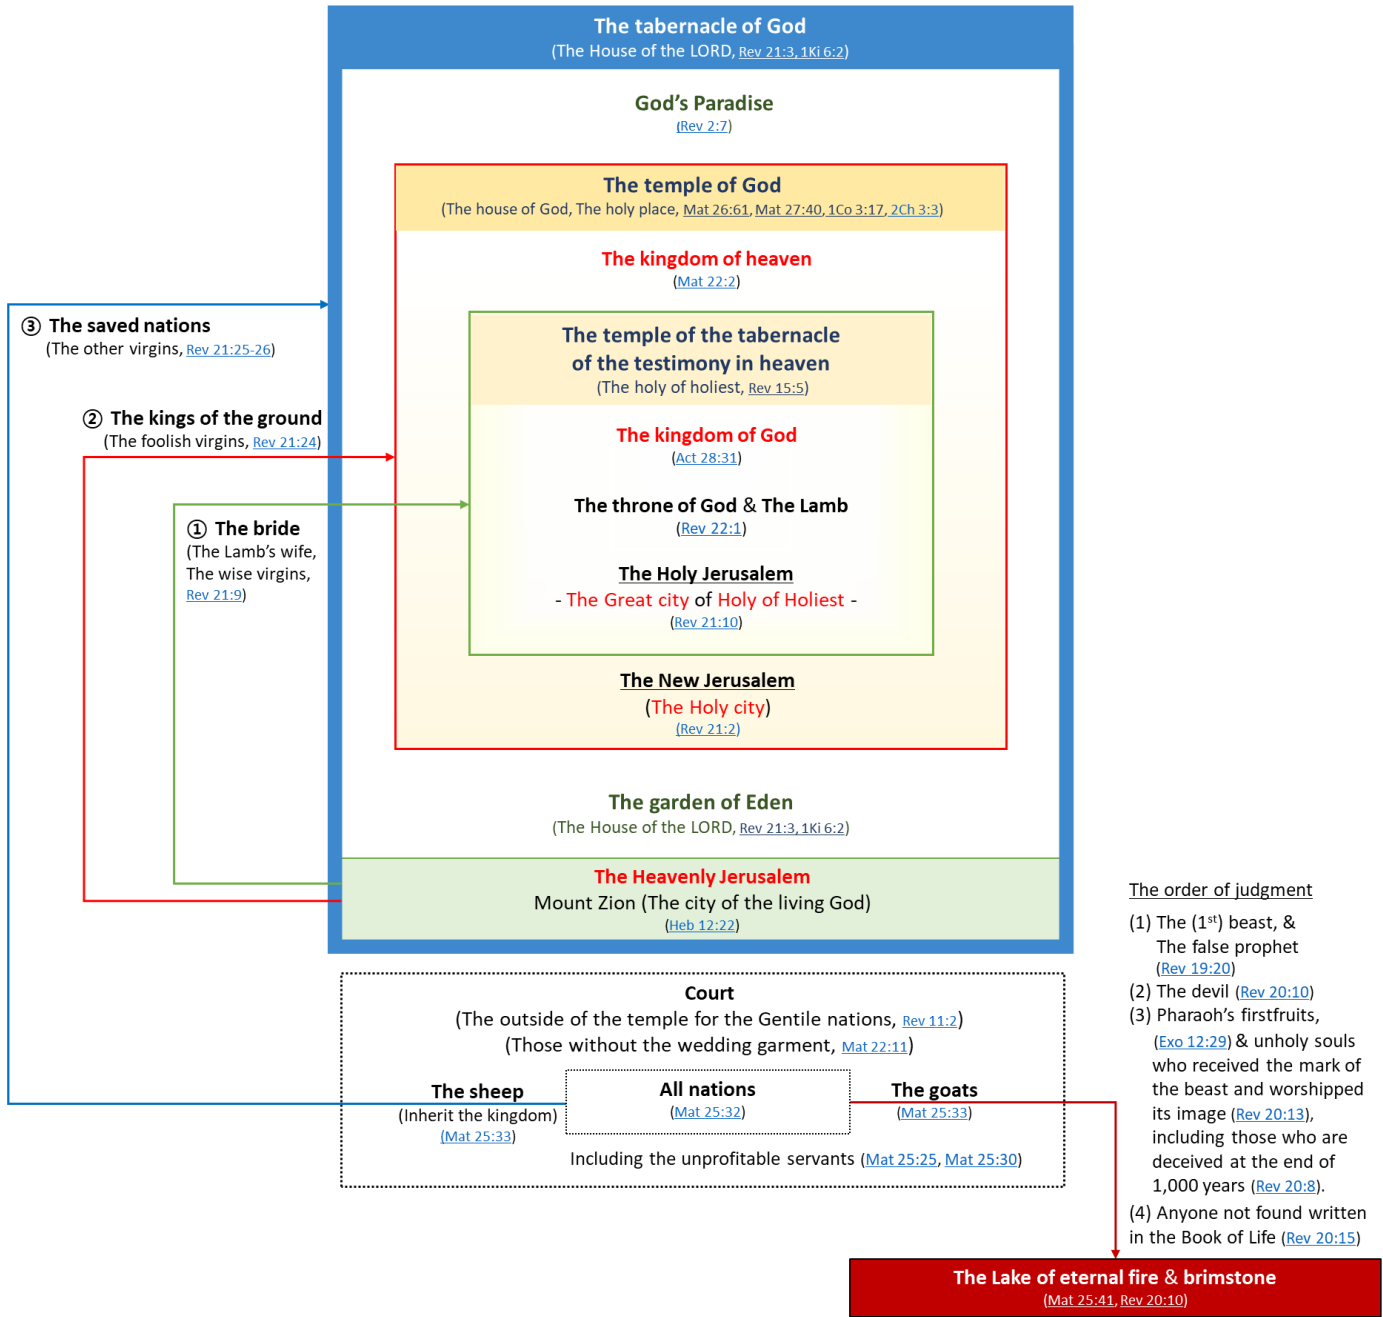 The tabernacle of God
(The House of the LORD, Rev 21:3, 1Ki 6:2)
God's Paradise
(Rev 2:7)
The temple of God
(The house of God, The holy place, Mat 26:61, Mat 27:40, 1Co 3:17, 2Ch 3:3)
The kingdom of heaven
(Mat 22:2)
The temple of the tabernacle
of the testimony in heaven
(The holy of holiest, Rev 15:5)
The kingdom of God
(Act 28:31)
The throne of God & The Lamb
(Rev 22:1)
The Holy Jerusalem
- The Great city of Holy of Holiest -
(Rev 21:10)
The New Jerusalem
(The Holy city)
(Rev 21:2)
The garden of Eden
(The House of the LORD, Rev 21:3, 1Ki 6:2)
The Heavenly Jerusalem
Mount Zion (The city of the living God)
(Heb 12:22)
③ The saved nations
(The other virgins, Rev 21:25-26)
② The kings of the ground
(The foolish virgins, Rev 21:24)
① The bride
(The Lamb's wife,
The wise virgins,
Rev 21:9)
Court
(The outside of the temple for the Gentile nations, Rev 11:2)
(Those without the wedding garment, Mat 22:11)
The sheep
(Inherit the kingdom)
(Mat 25:33)
All nations
(Mat 25:32)
The goats
(Mat 25:33)
Including the unprofitable servants (Mat 25:25, Mat 25:30)
The order of judgment
(1) The (1st) beast, &
The false prophet
(Rev 19:20)
(2) The devil (Rev 20:10)
(3) Pharaoh's firstfruits,
(Exo 12:29) & unholy souls
who received the mark of
the beast and worshipped
its image (Rev 20:13),
including those who are
deceived at the end of
1,000 years (Rev 20:8).
(4) Anyone not found written
in the Book of Life (Rev 20:15)
The Lake of eternal fire & brimstone
(Mat 25:41, Rev 20:10)